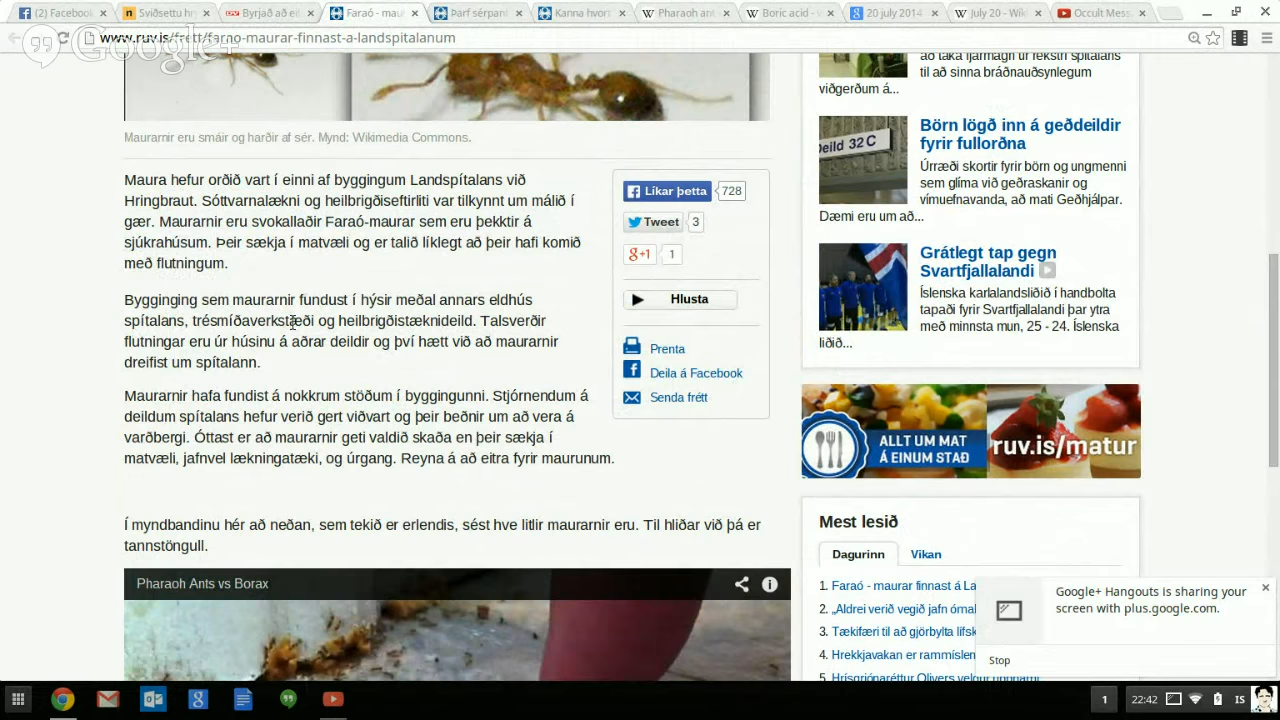 (2) Facebook
Sviðsettu hr
Byrjað að ei
Faraó - mau
Þarf sérpan
Kanna hvort
Pharaoh ant
Boric acid -
20 july 2014
July 20 - Wik
Occult Mess
www.ruv.is/frett/farao-maurar-finnast-a-landspitalanum
Google+
Maurarnir eru smáir og harðir af sér. Mynd: Wikimedia Commons.
Maura hefur orðið vart í einni af byggingum Landspítalans við
Hringbraut. Sóttvarnalækni og heilbrigðiseftirliti var tilkynnt um málið í
gær. Maurarnir eru svokallaðir Faraó-maurar sem eru þekktir á
sjúkrahúsum. Þeir sækja í matvæli og er talið líklegt að þeir hafi komið
með flutningum.
Bygginging sem maurarnir fundust í hýsir meðal annars eldhús
spítalans, trésmíðaverkstæði og heilbrigðistæknideild. Talsverðir
flutningar eru úr húsinu á aðrar deildir og því hætt við að maurarnir
dreifist um spítalann.
Maurarnir hafa fundist á nokkrum stöðum í byggingunni. Stjórnendum á
deildum spítalans hefur verið gert viðvart og þeir beðnir um að vera á
varðbergi. Óttast er að maurarnir geti valdið skaða en þeir sækja í
matvæli, jafnvel lækningatæki, og úrgang. Reyna á að eitra fyrir maurunum.
Í myndbandinu hér að neðan, sem tekið er erlendis, sést hve litlir maurarnir eru. Til hliðar við þá er
tannstöngull.
Pharaoh Ants vs Borax
Líkar þetta 728
Tweet 3
g+1 1
Hlusta
Prenta
Deila á Facebook
Senda frétt
að taka fjármagn úr rekstri spítalans
til að sinna bráðnauðsynlegum
viðgerðum á...
Deild 32 C
Börn lögð inn á geðdeildir
fyrir fullorðna
Úrræði skortir fyrir börn og ungmenni
sem glíma við geðraskanir og
vímuefnavanda, að mati Geðhjálpar.
Dæmi eru um að...
Grátlegt tap gegn
Svartfjallalandi
Íslenska karlalandsliðið í handbolta
tapaði fyrir Svartfjallalandi þar ytra
með minnsta mun, 25 - 24. Íslenska
liðið...
ALLT UM MAT
Á EINUM STAÐ
ruv.is/matur
Mest lesið
Dagurinn Vikan
1. Faraó - maurar finnast á La
2. „Aldrei verið vegið jafn ómal
3. Tækifæri til að gjörbylta lífsk
4. Hrekkjavakan er rammíslen
5. Hrísgrjónaréttur Olivers velgur
Google+ Hangouts is sharing your
screen with plus.google.com.
Stop
1 22:42 IS